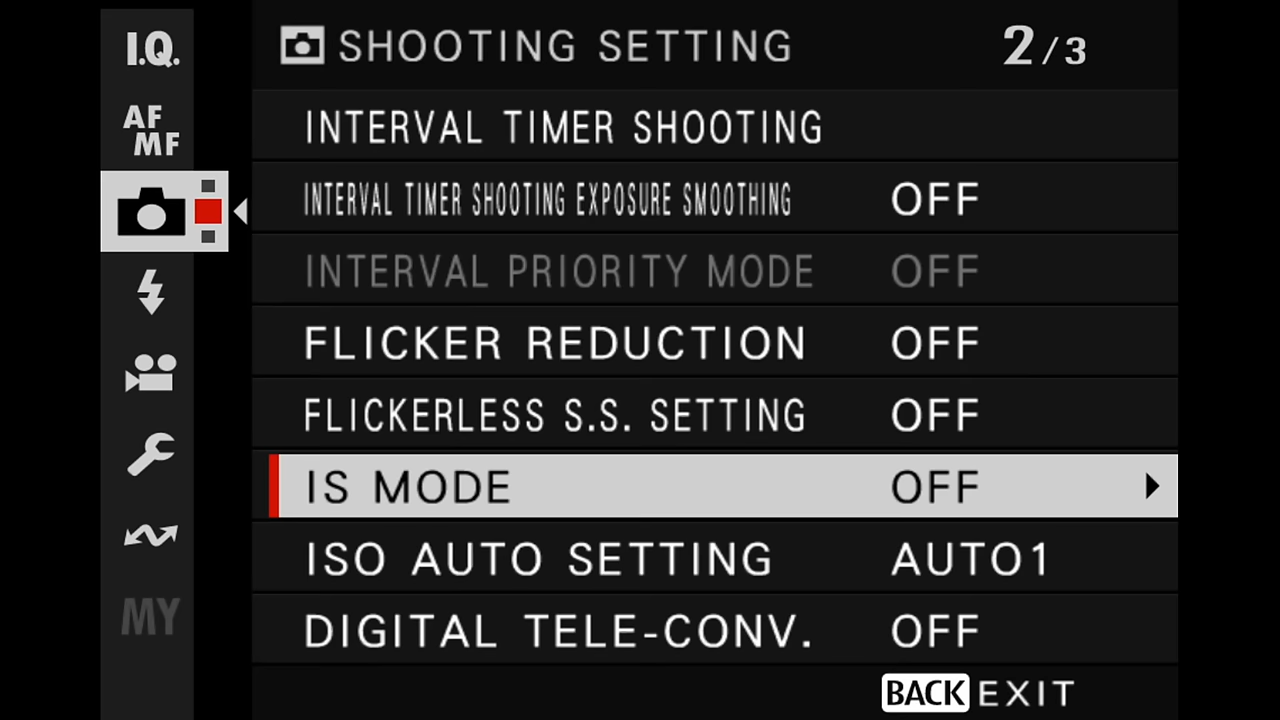 I.Q.
AF
MF
MY
SHOOTING SETTING 2/3
INTERVAL TIMER SHOOTING
INTERVAL TIMER SHOOTING EXPOSURE SMOOTHING OFF
INTERVAL PRIORITY MODE OFF
FLICKER REDUCTION OFF
FLICKERLESS S.S. SETTING OFF
IS MODE OFF
ISO AUTO SETTING AUTO1
DIGITAL TELE-CONV. OFF
BACK EXIT